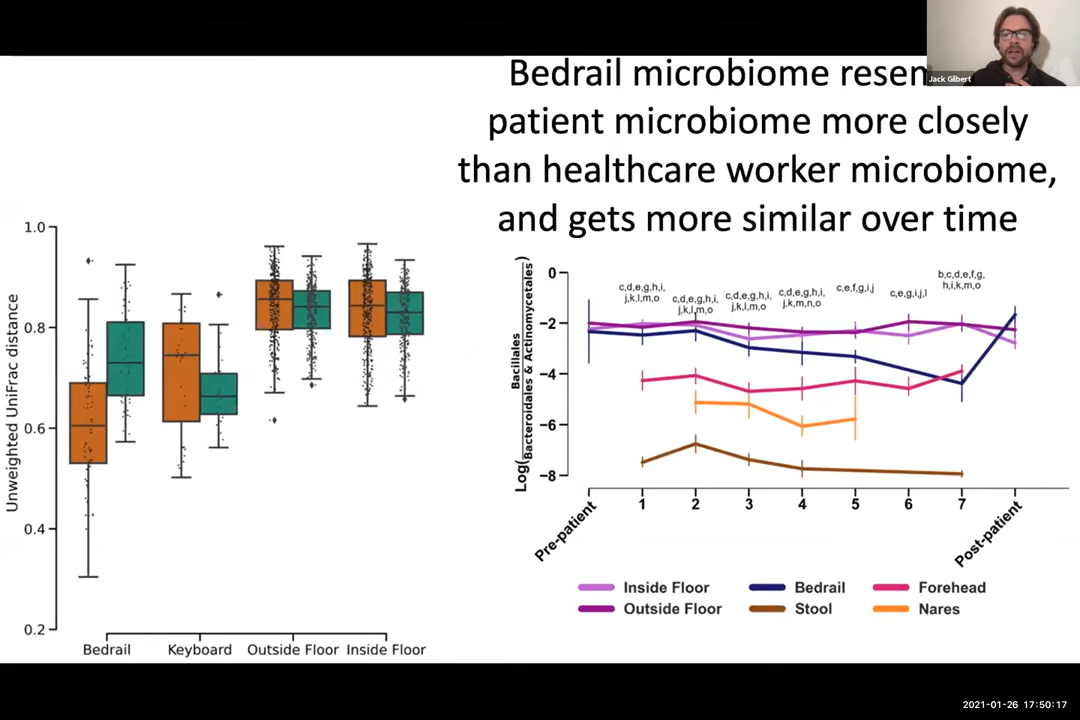 Jack Gilbert
Bedrail microbiome resem
patient microbiome more closely
than healthcare worker microbiome,
and gets more similar over time
Unweighted UniFrac distance
1.0
0.8
0.6
0.4
0.2
Bedrail
Keyboard
Outside Floor
Inside Floor
Log(
Bacillales
Bacteroidales & Actinomycetales
)
0
−2
−4
−6
−8
c,d,e,g,h,i,
j,k,l,m,o
c,d,e,g,h,i,
j,k,l,m,o
c,d,e,g,h,i,
j,k,l,m,o
c,d,e,g,h,i,
j,k,m,n,o
c,e,f,g,i,j
c,e,g,i,j,l
b,c,d,e,f,g,
h,i,k,m,o
Pre-patient
1
2
3
4
5
6
7
Post-patient
Inside Floor
Bedrail
Forehead
Outside Floor
Stool
Nares
2021-01-26 17:50:17